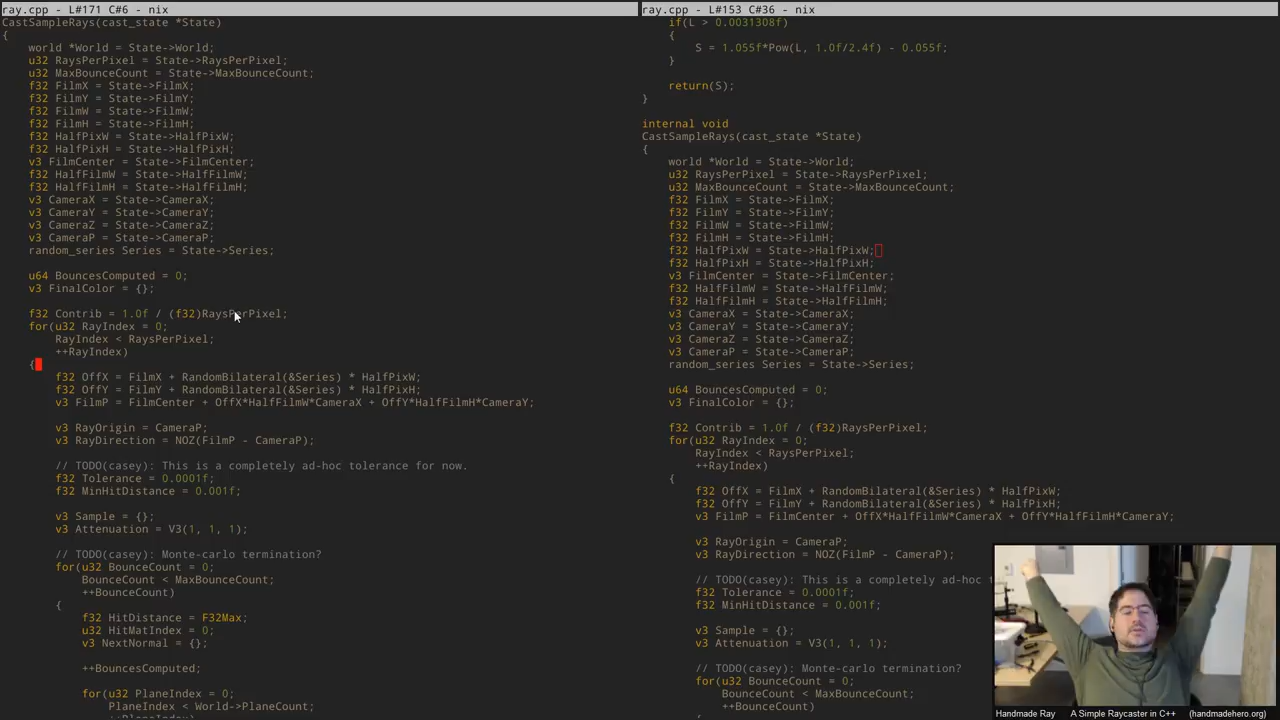 ray.cpp - L#171 C#6 - nix
CastSampleRays(cast_state *State)
{
world *World = State->World;
u32 RaysPerPixel = State->RaysPerPixel;
u32 MaxBounceCount = State->MaxBounceCount;
f32 FilmX = State->FilmX;
f32 FilmY = State->FilmY;
f32 FilmW = State->FilmW;
f32 FilmH = State->FilmH;
f32 HalfPixW = State->HalfPixW;
f32 HalfPixH = State->HalfPixH;
v3 FilmCenter = State->FilmCenter;
f32 HalfFilmW = State->HalfFilmW;
f32 HalfFilmH = State->HalfFilmH;
v3 CameraX = State->CameraX;
v3 CameraY = State->CameraY;
v3 CameraZ = State->CameraZ;
v3 CameraP = State->CameraP;
random_series Series = State->Series;
u64 BouncesComputed = 0;
v3 FinalColor = {};
f32 Contrib = 1.0f / (f32)RaysPerPixel;
for(u32 RayIndex = 0;
RayIndex < RaysPerPixel;
++RayIndex)
{
f32 OffX = FilmX + RandomBilateral(&Series) * HalfPixW;
f32 OffY = FilmY + RandomBilateral(&Series) * HalfPixH;
v3 FilmP = FilmCenter + OffX*HalfFilmW*CameraX + OffY*HalfFilmH*CameraY;
v3 RayOrigin = CameraP;
v3 RayDirection = NOZ(FilmP - CameraP);
// TODO(casey): This is a completely ad-hoc tolerance for now.
f32 Tolerance = 0.0001f;
f32 MinHitDistance = 0.001f;
v3 Sample = {};
v3 Attenuation = V3(1, 1, 1);
// TODO(casey): Monte-carlo termination?
for(u32 BounceCount = 0;
BounceCount < MaxBounceCount;
++BounceCount)
{
f32 HitDistance = F32Max;
u32 HitMatIndex = 0;
v3 NextNormal = {};
++BouncesComputed;
for(u32 PlaneIndex = 0;
PlaneIndex < World->PlaneCount;
ray.cpp - L#153 C#36 - nix
if(L > 0.0031308f)
{
S = 1.055f*Pow(L, 1.0f/2.4f) - 0.055f;
}
return(S);
}
internal void
CastSampleRays(cast_state *State)
{
world *World = State->World;
u32 RaysPerPixel = State->RaysPerPixel;
u32 MaxBounceCount = State->MaxBounceCount;
f32 FilmX = State->FilmX;
f32 FilmY = State->FilmY;
f32 FilmW = State->FilmW;
f32 FilmH = State->FilmH;
f32 HalfPixW = State->HalfPixW;
f32 HalfPixH = State->HalfPixH;
v3 FilmCenter = State->FilmCenter;
f32 HalfFilmW = State->HalfFilmW;
f32 HalfFilmH = State->HalfFilmH;
v3 CameraX = State->CameraX;
v3 CameraY = State->CameraY;
v3 CameraZ = State->CameraZ;
v3 CameraP = State->CameraP;
random_series Series = State->Series;
u64 BouncesComputed = 0;
v3 FinalColor = {};
f32 Contrib = 1.0f / (f32)RaysPerPixel;
for(u32 RayIndex = 0;
RayIndex < RaysPerPixel;
++RayIndex)
{
f32 OffX = FilmX + RandomBilateral(&Series) * HalfPixW;
f32 OffY = FilmY + RandomBilateral(&Series) * HalfPixH;
v3 FilmP = FilmCenter + OffX*HalfFilmW*CameraX + OffY*HalfFilmH*CameraY;
v3 RayOrigin = CameraP;
v3 RayDirection = NOZ(FilmP - CameraP);
// TODO(casey): This is a completely ad-hoc t
f32 Tolerance = 0.0001f;
f32 MinHitDistance = 0.001f;
v3 Sample = {};
v3 Attenuation = V3(1, 1, 1);
// TODO(casey): Monte-carlo termination?
for(u32 BounceCount = 0;
BounceCount < MaxBounceCount;
++BounceCount)
Handmade Ray A Simple Raycaster in C++ (handmadehero.org)